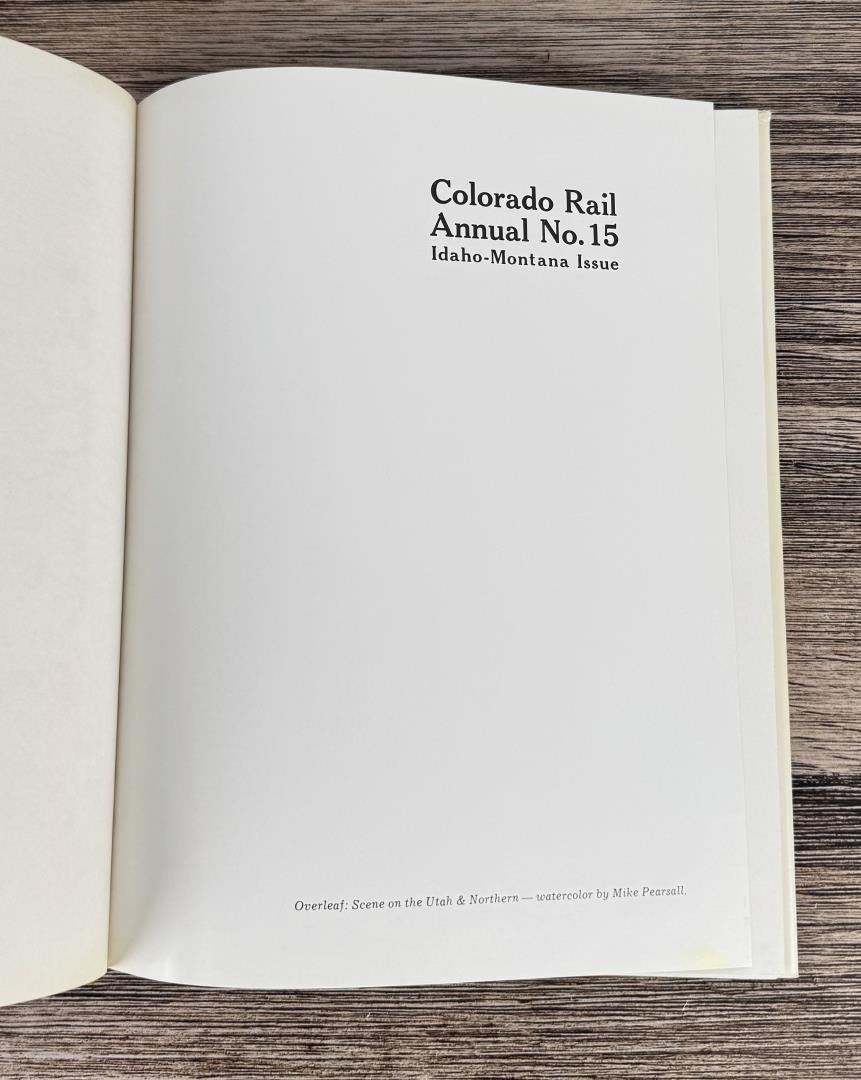 Colorado Rail
Annual No. 15
Idaho-Montana Issue
Overleaf: Scene on the Utah & Northern — watercolor by Mike Pearsall.